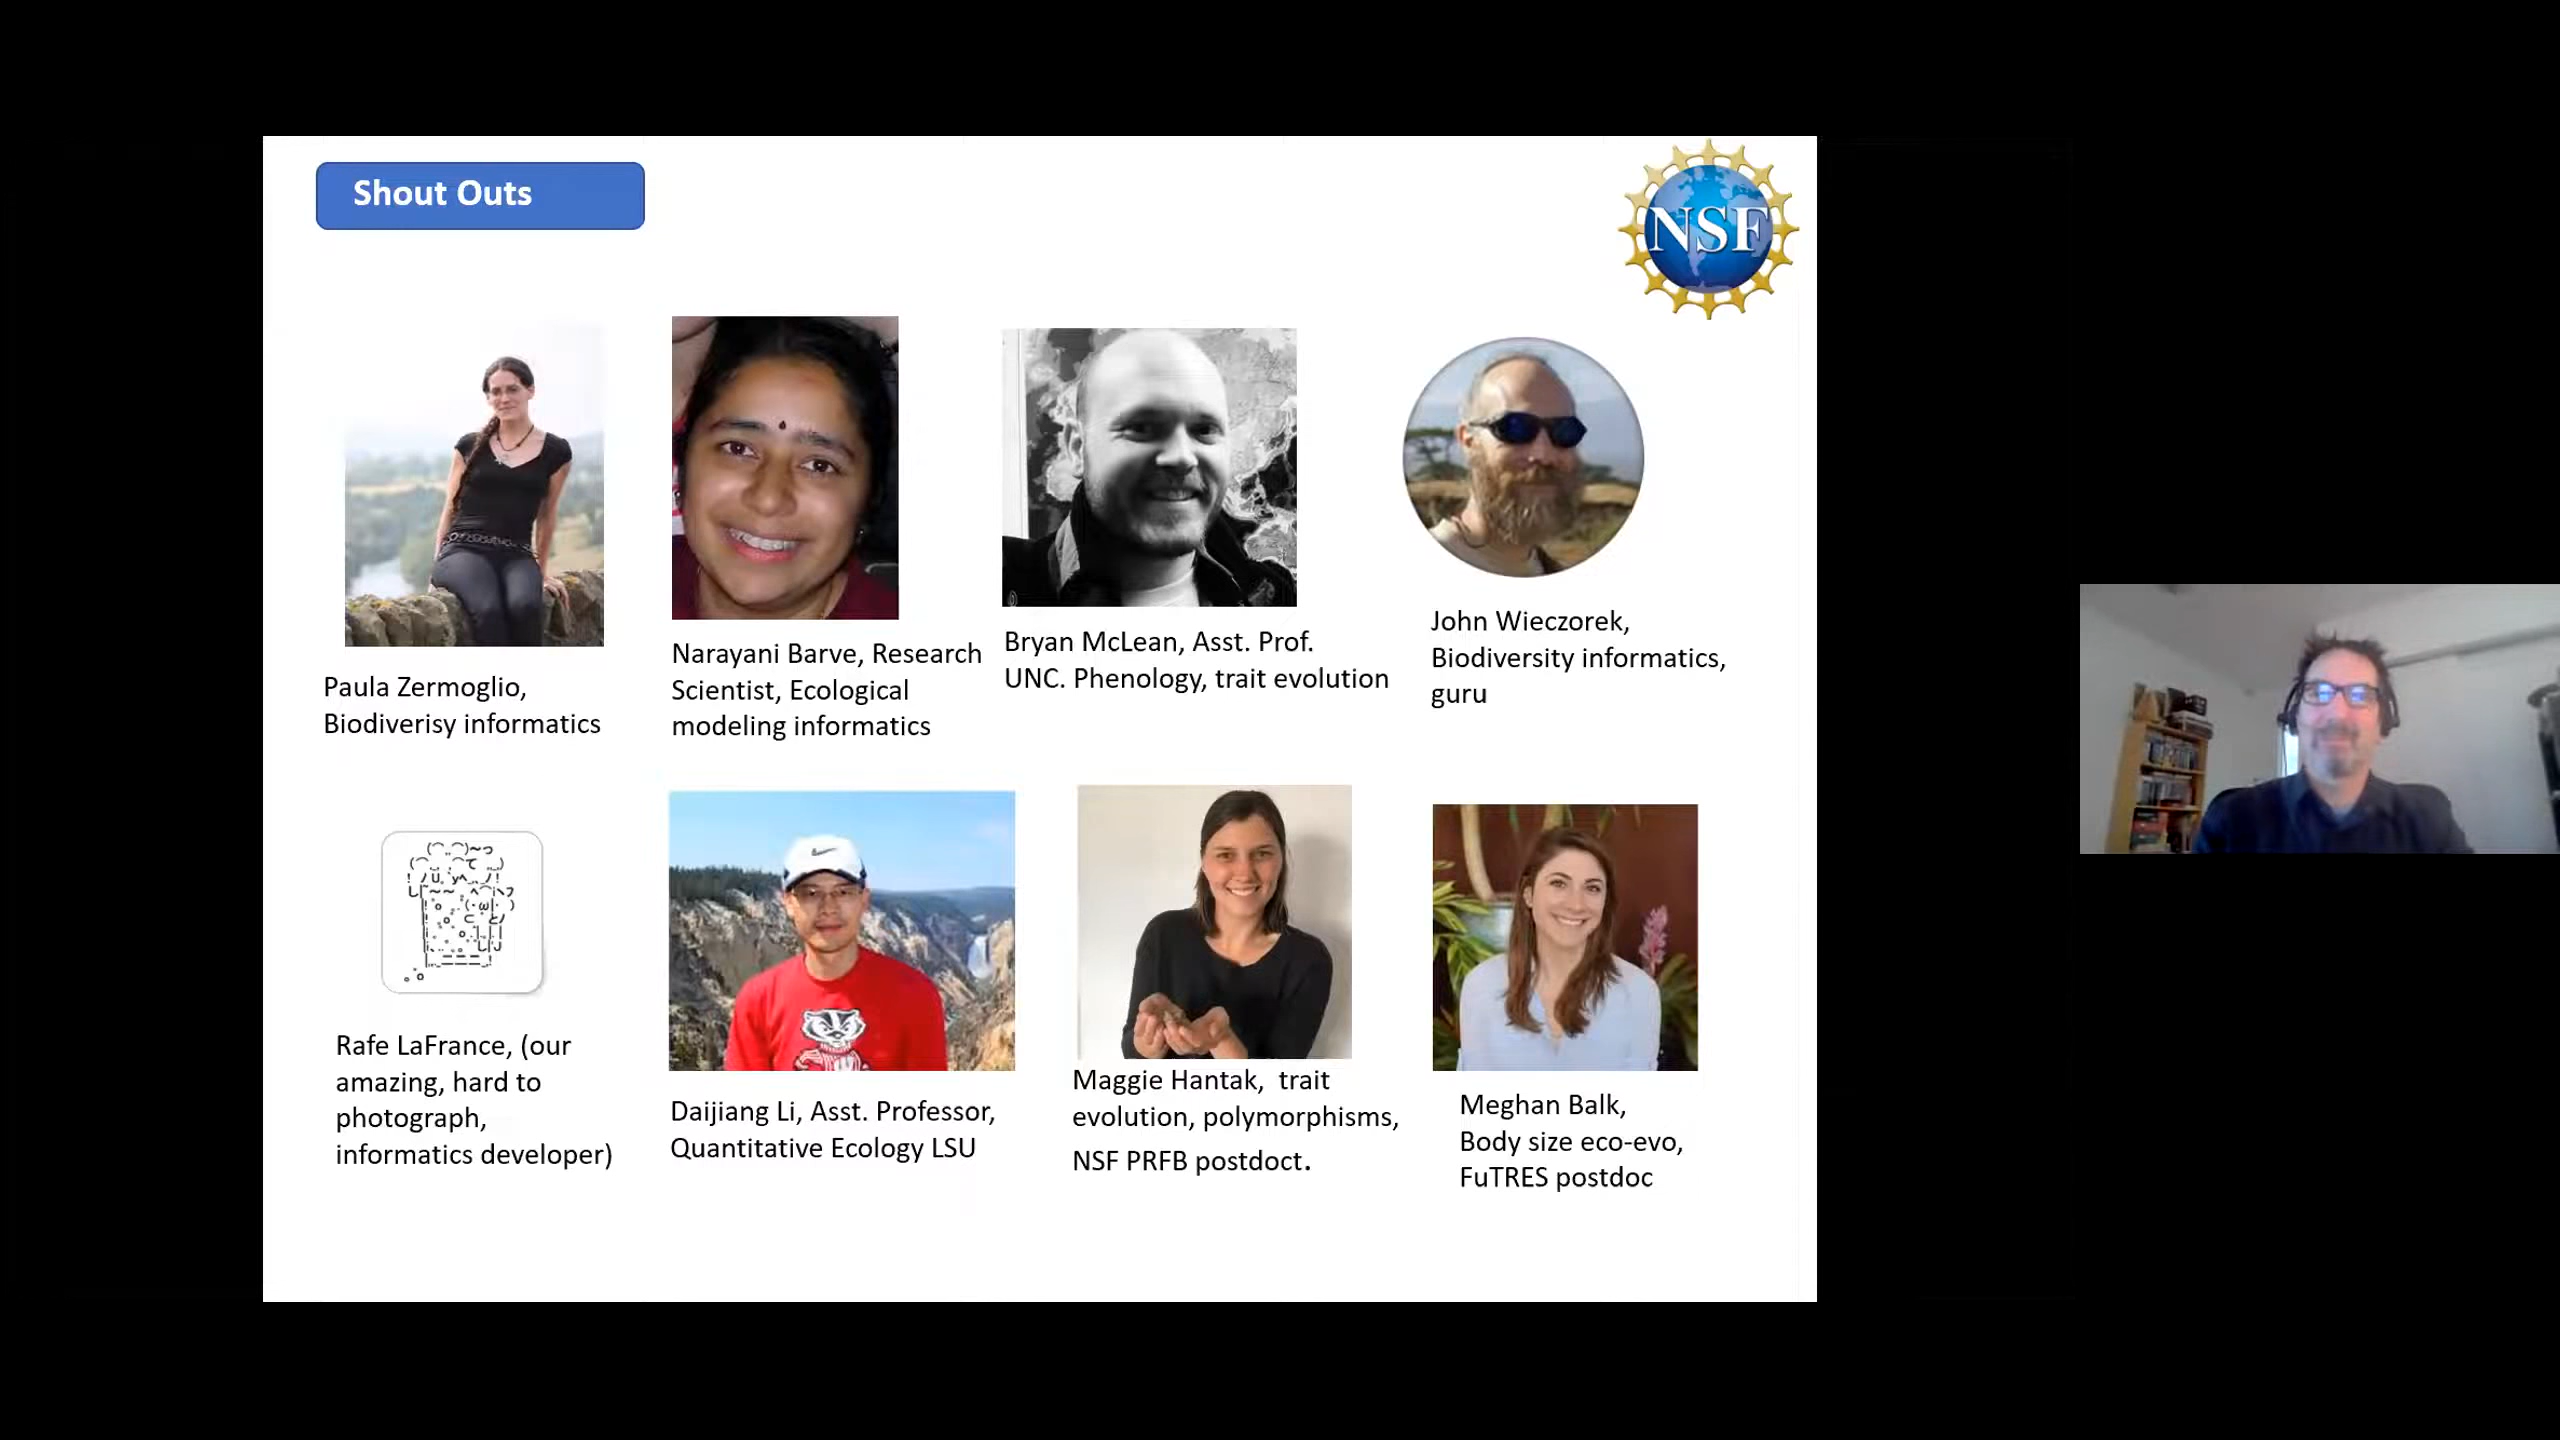 Shout Outs
NSF
Paula Zermoglio,
Biodiverisy informatics
Narayani Barve, Research
Scientist, Ecological
modeling informatics
Bryan McLean, Asst. Prof.
UNC. Phenology, trait evolution
John Wieczorek,
Biodiversity informatics,
guru
Rafe LaFrance, (our
amazing, hard to
photograph,
informatics developer)
Daijiang Li, Asst. Professor,
Quantitative Ecology LSU
Maggie Hantak,  trait
evolution, polymorphisms,
NSF PRFB postdoct.
Meghan Balk,
Body size eco-evo,
FuTRES postdoc